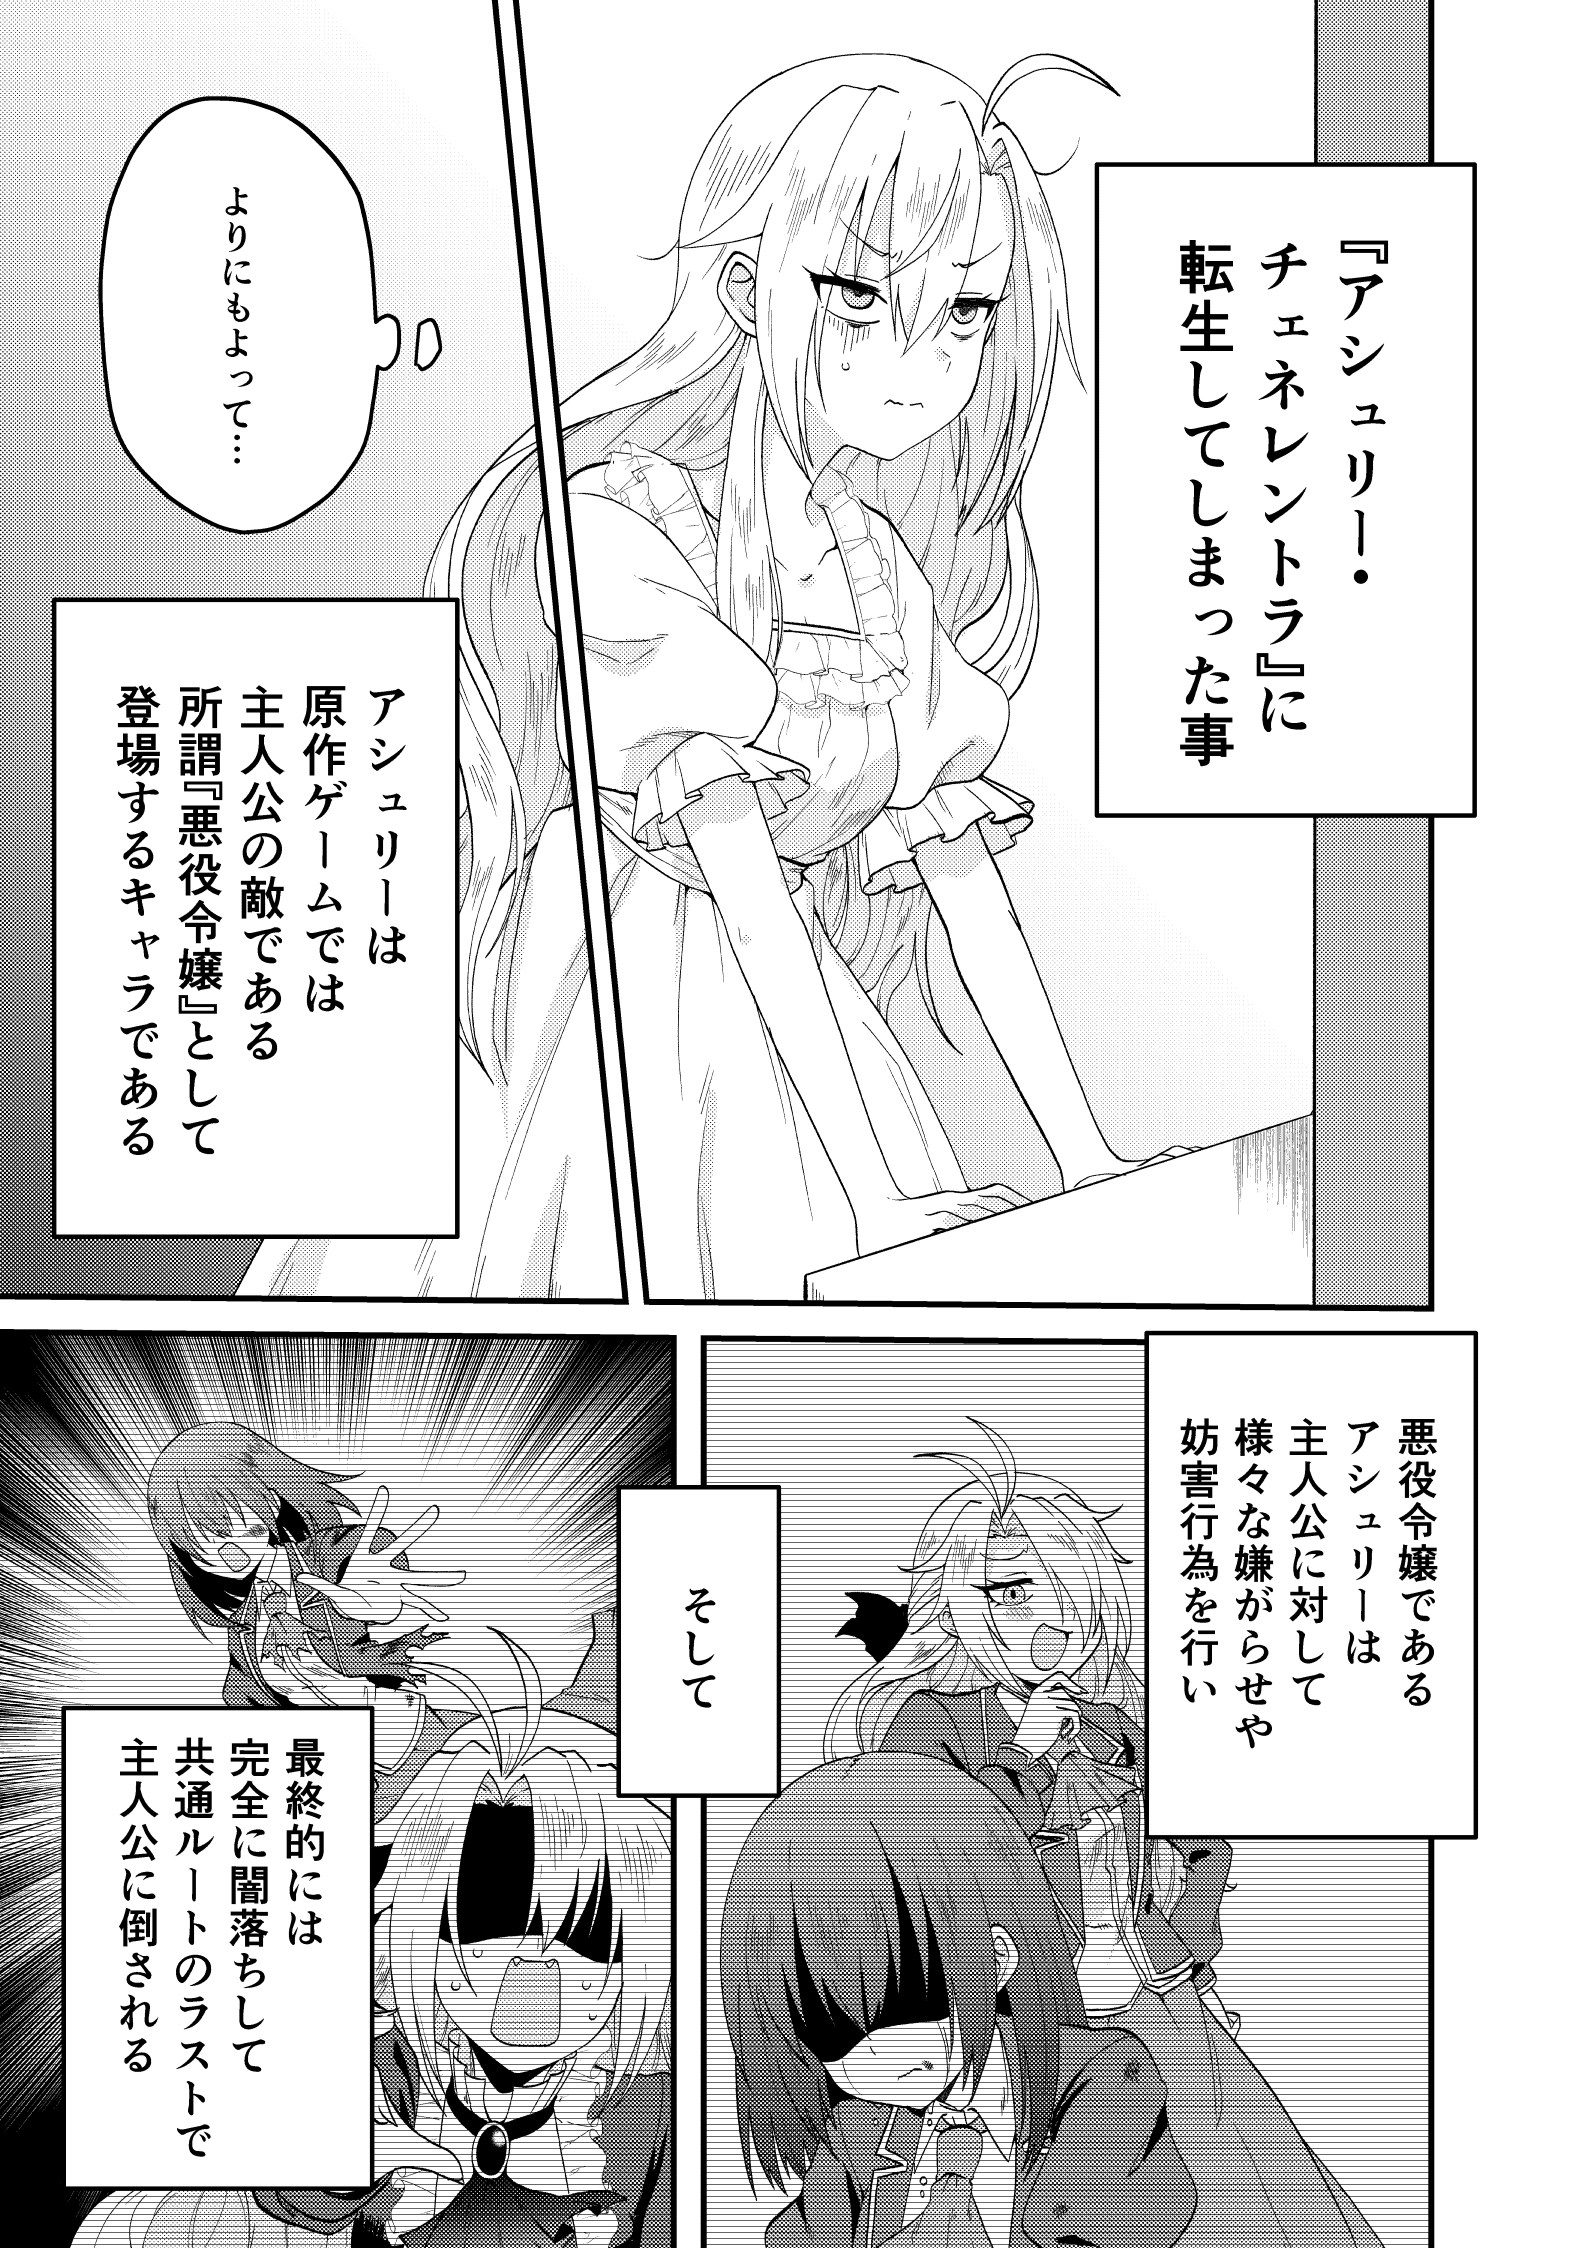 『アシュリー・
チェネレントラ』に
転生してしまった事
よりにもよって…
アシュリーは
原作ゲームでは
主人公の敵である
所謂『悪役令嬢』として
登場するキャラである
悪役令嬢である
アシュリーは
主人公に対して
様々な嫌がらせや
妨害行為を行い
そして
最終的には
完全に闇落ちして
共通ルートのラストで
主人公に倒される